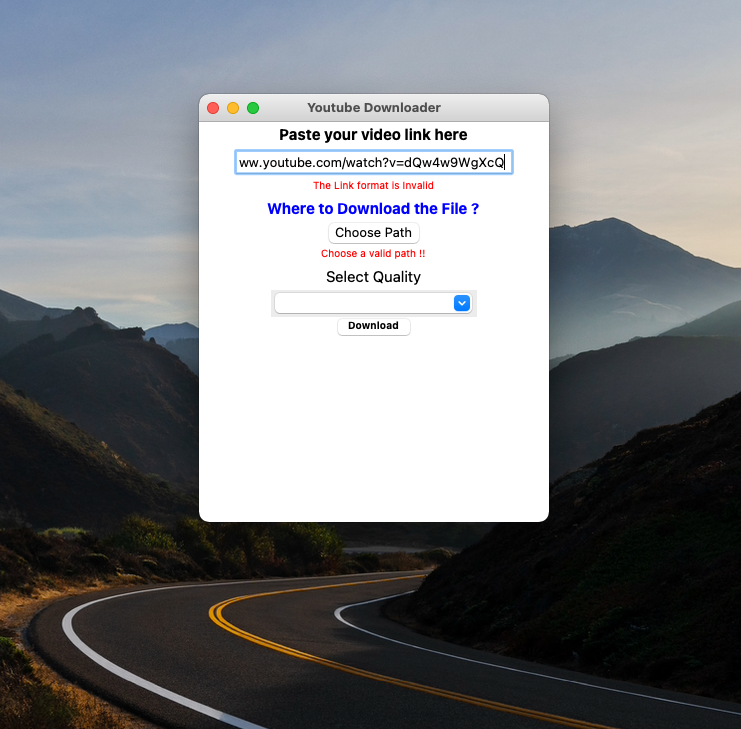 Youtube Downloader
Paste your video link here
ww.youtube.com/watch?v=dQw4w9WgXcQ
The Link format is Invalid
Where to Download the File ?
Choose Path
Choose a valid path !!
Select Quality
Download